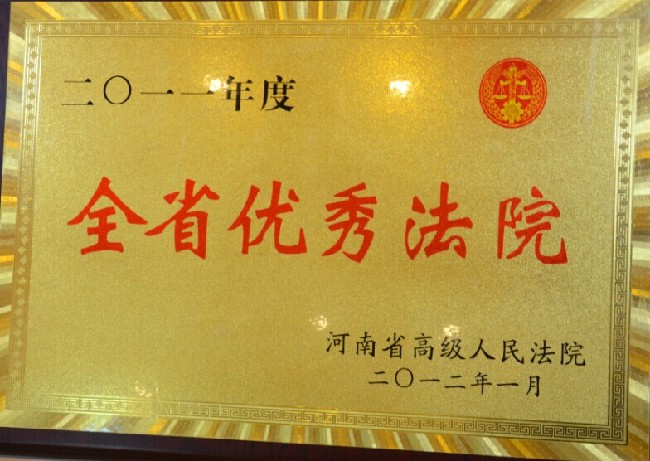 二〇一一年度
全省优秀法院
河南省高级人民法院
二〇一二年一月